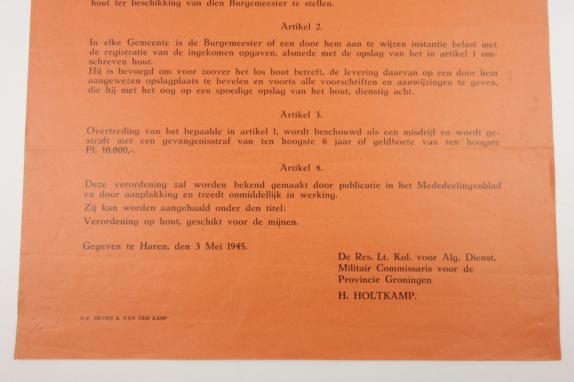 hout ter beschikking van dien Burgemeester te stellen.
Artikel 2.
In elke Gemeente is de Burgemeester of een door hem aan te wijzen instantie belast met
de registratie van de ingekomen opgaven, alsmede met de opslag van het in artikel 1 om-
schreven hout.
Hij is bevoegd om voor zoover het los hout betreft, de levering daarvan op een door hem
aangewezen opslagplaats te bevelen en voorts alle voorschriften en aanwijzingen te geven,
die hij met het oog op een spoedige opslag van het hout, dienstig acht.
Artikel 3.
Overtreding van het bepaalde in artikel 1, wordt beschouwd als een misdrijf en wordt ge-
straft met een gevangenisstraf van ten hoogste 6 jaar of geldboete van ten hoogste
Fl. 10.000,-.
Artikel 4.
Deze verordening zal worden bekend gemaakt door publicatie in het Mededeelingenblad
en door aanplakking en treedt onmiddellijk in werking.
Zij kan worden aangehaald onder den titel:
Verordening op hout, geschikt voor de mijnen.
Gegeven te Haren, den 3 Mei 1945.
De Res. Lt. Kol. voor Alg. Dienst,
Militair Commissaris voor de
Provincie Groningen
H. HOLTKAMP.
N.V. ERVEN B. VAN DER KAMP